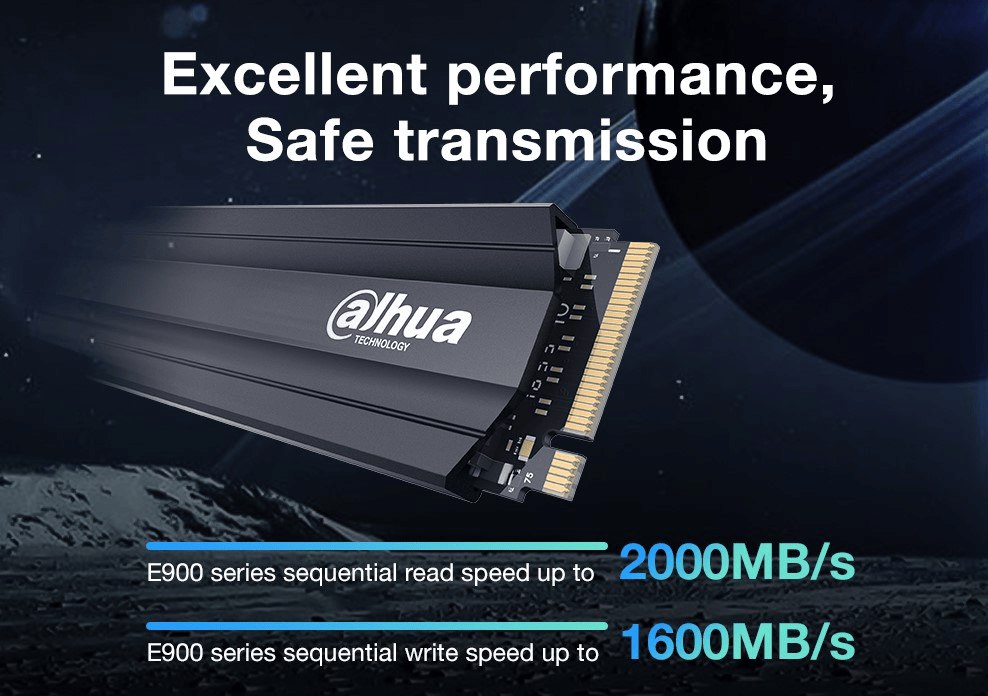 Excellent performance,
Safe transmission
alhua
TECHNOLOGY
E900 series sequential read speed up to 2000MB/s
E900 series sequential write speed up to 1600MB/s
75